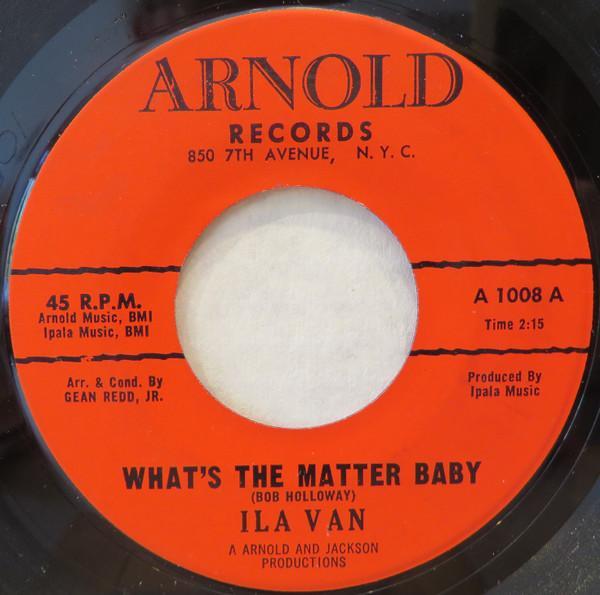 ARNOLD
RECORDS
850 7TH AVENUE, N.Y.C.
45 R.P.M.
Arnold Music, BMI
Ipala Music, BMI
A 1008 A
Time 2:15
Arr. & Cond. By
GEAN REDD, JR.
Produced By
Ipala Music
WHAT'S THE MATTER BABY
(BOB HOLLOWAY)
ILA VAN
A ARNOLD AND JACKSON
PRODUCTIONS